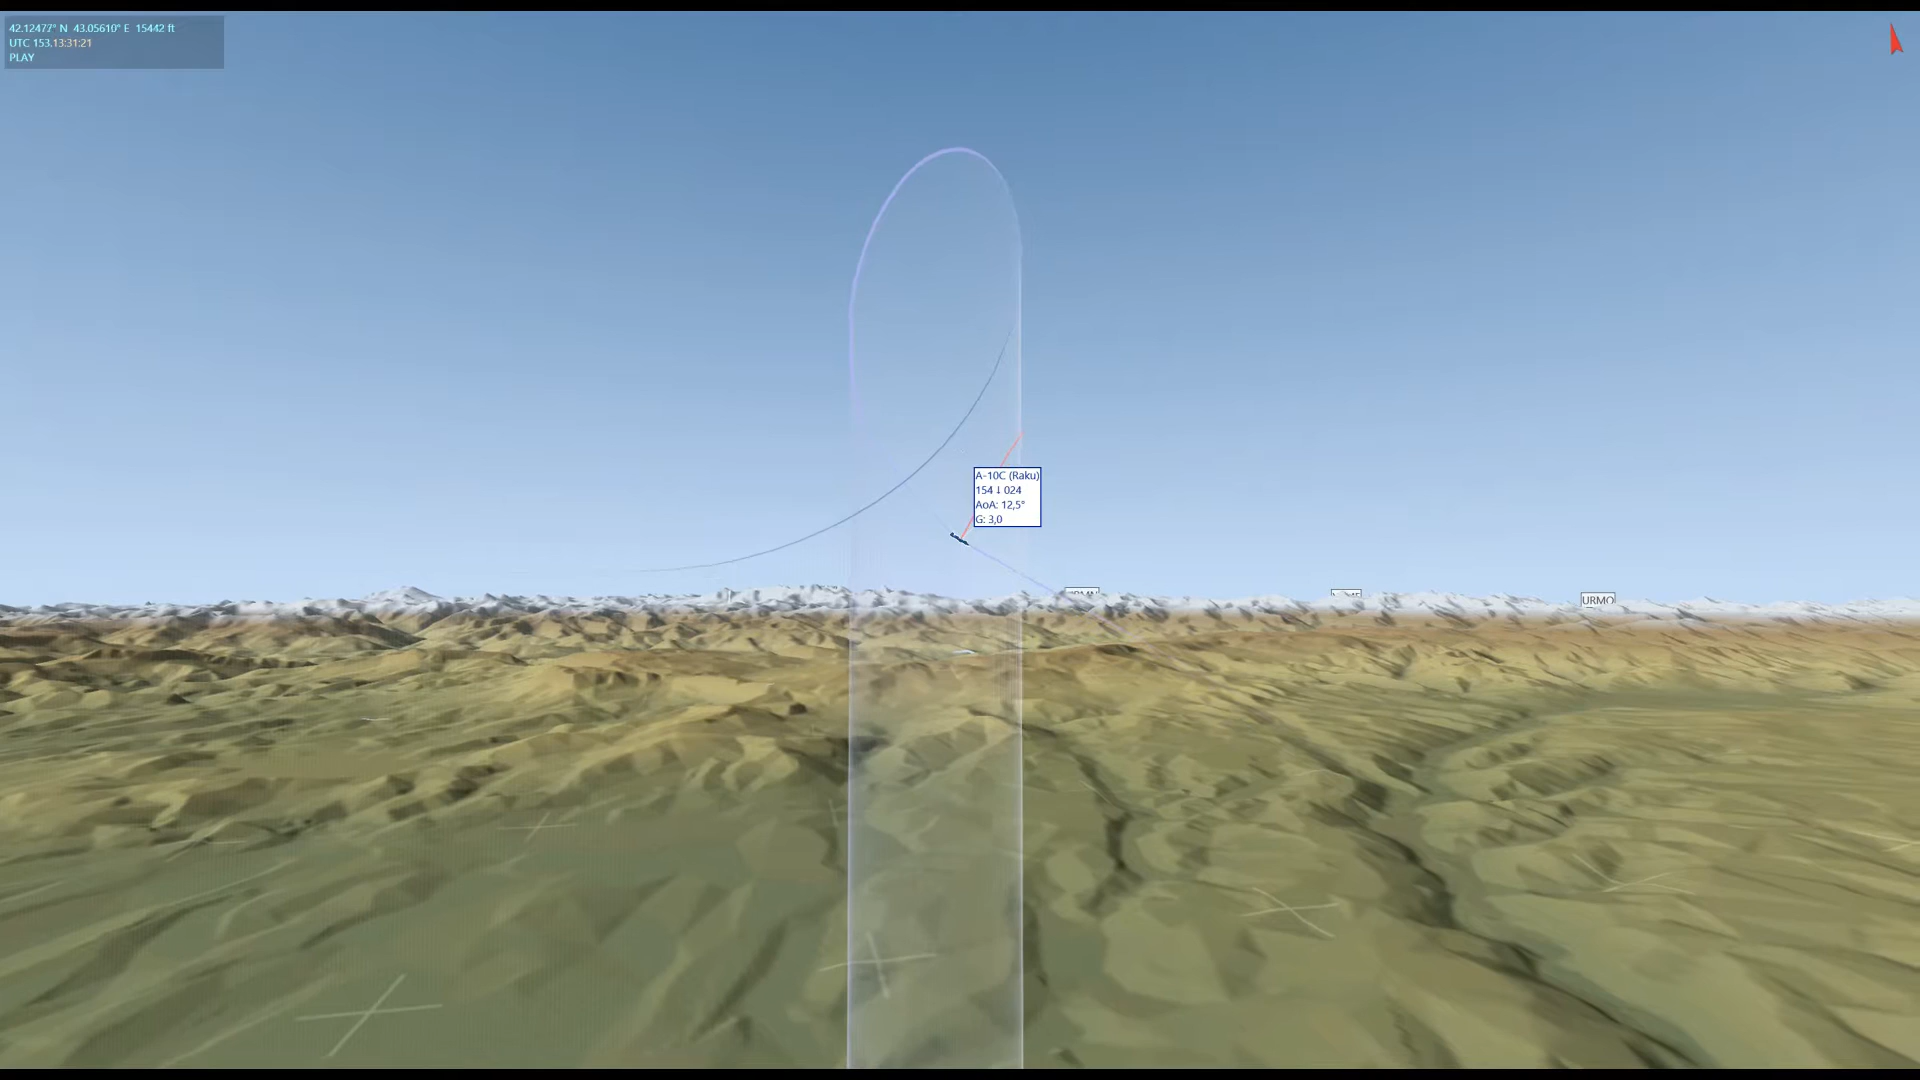 42.12477° N 43.05610° E 15442 ft
UTC 153.13:31:21
PLAY
A-10C (Raku)
154 ↓ 024
AoA: 12,5°
G: 3,0
URMO